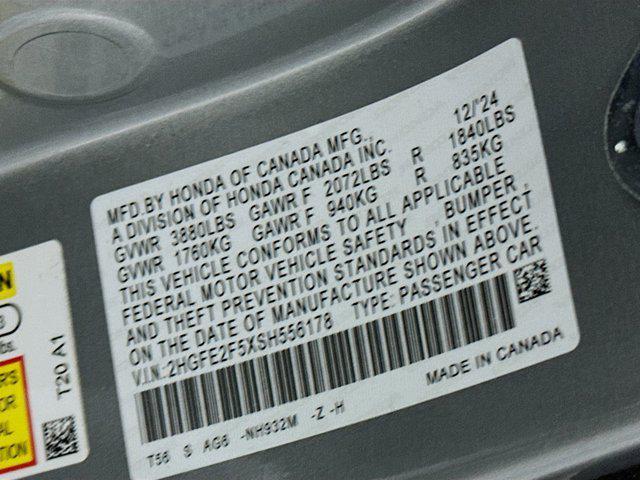 MFD. BY HONDA OF CANADA MFG., 12/'24
A DIVISION OF HONDA CANADA INC.
GVWR 3880LBS GAWR F 2072LBS R 1840LBS
GVWR 1760KG GAWR F 940KG R 835KG
THIS VEHICLE CONFORMS TO ALL APPLICABLE
FEDERAL MOTOR VEHICLE SAFETY , BUMPER ,
AND THEFT PREVENTION STANDARDS IN EFFECT
ON THE DATE OF MANUFACTURE SHOWN ABOVE.
V.I.N.:2HGFE2F5XSH556178 TYPE: PASSENGER CAR
MADE IN CANADA
T56 S AG6 -NH932M -Z -H
T20 A1